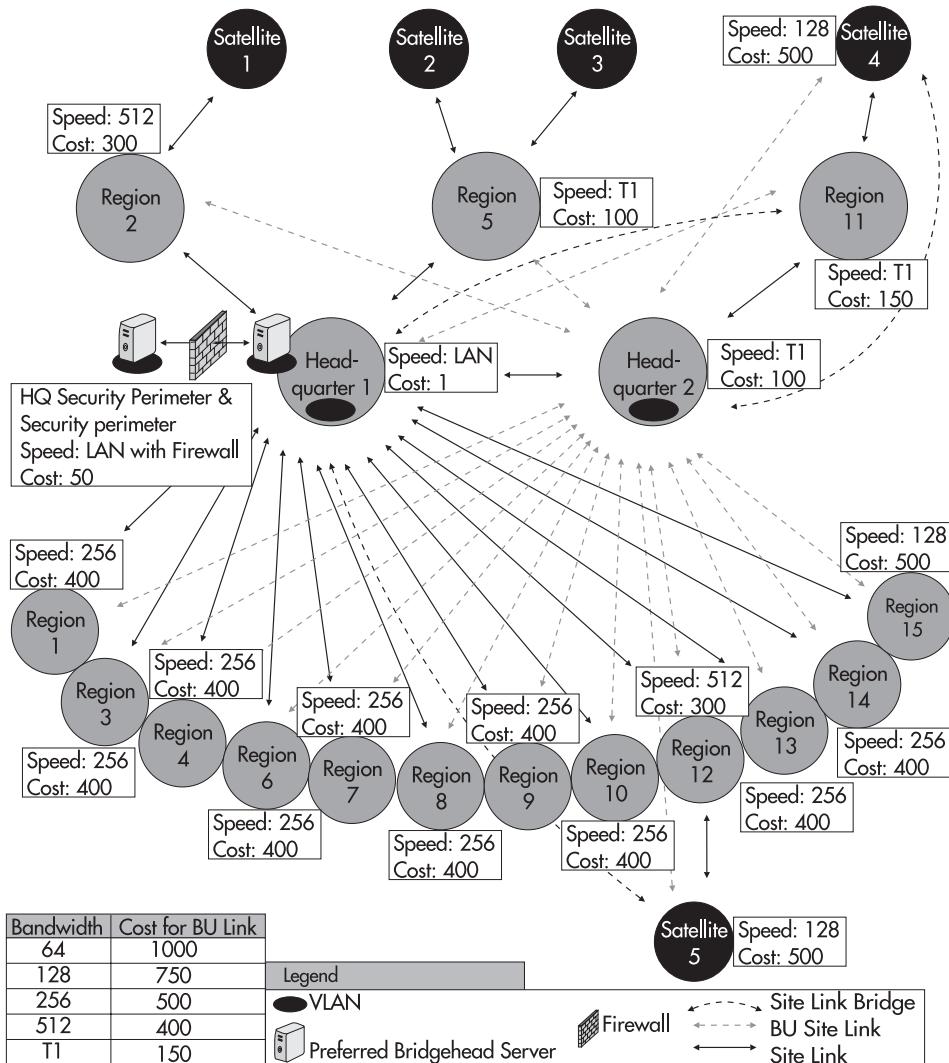 Satellite
1
Satellite
2
Satellite
3
Speed: 128
Cost: 500
Satellite
4
Speed: 512
Cost: 300
Region
2
Region
5
Speed: T1
Cost: 100
Region
11
Speed: T1
Cost: 150
Head-
quarter 1
Speed: LAN
Cost: 1
Head-
quarter 2
Speed: T1
Cost: 100
HQ Security Perimeter &
Security perimeter
Speed: LAN with Firewall
Cost: 50
Speed: 256
Cost: 400
Region
1
Region
3
Speed: 256
Cost: 400
Speed: 256
Cost: 400
Region
4
Region
6
Speed: 256
Cost: 400
Speed: 256
Cost: 400
Region
7
Region
8
Speed: 256
Cost: 400
Speed: 256
Cost: 400
Region
9
Region
10
Speed: 256
Cost: 400
Speed: 512
Cost: 300
Region
12
Region
13
Speed: 256
Cost: 400
Region
14
Speed: 256
Cost: 400
Speed: 128
Cost: 500
Region
15
Satellite
5
Speed: 128
Cost: 500
Bandwidth Cost for BU Link
64 1000
128 750
256 500
512 400
T1 150
Legend
VLAN
Preferred Bridgehead Server
Firewall
Site Link Bridge
BU Site Link
Site Link